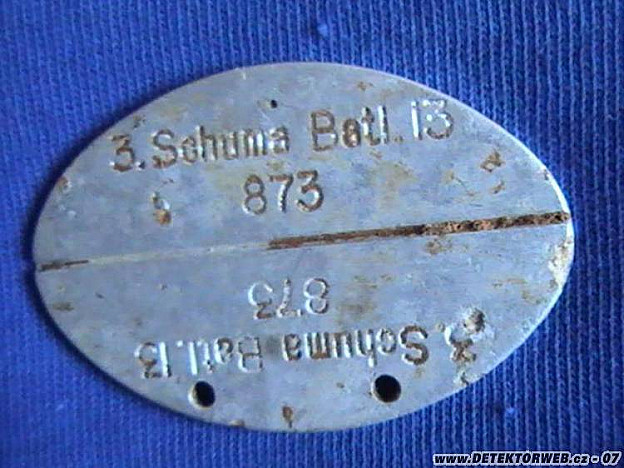 3. Schuma Batl. 13
873
873
3. Schuma Batl. 13
www.DETEKTORWEB.cz - 07